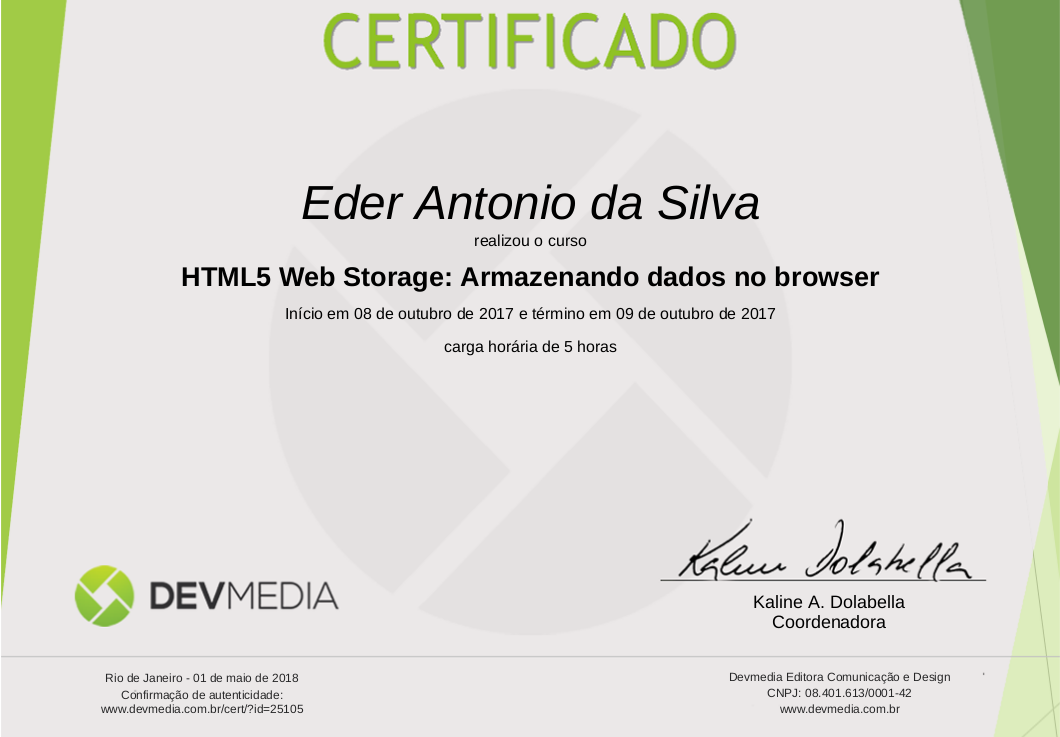 CERTIFICADO
Eder Antonio da Silva
realizou o curso
HTML5 Web Storage: Armazenando dados no browser
Início em 08 de outubro de 2017 e término em 09 de outubro de 2017
carga horária de 5 horas
Kaline Dolabella
DEVMEDIA
Kaline A. Dolabella
Coordenadora
Rio de Janeiro - 01 de maio de 2018
Confirmação de autenticidade:
www.devmedia.com.br/cert/?id=25105
Devmedia Editora Comunicação e Design
CNPJ: 08.401.613/0001-42
www.devmedia.com.br